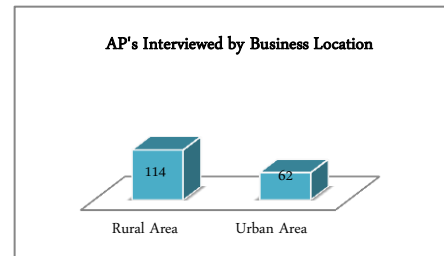 AP's Interviewed by Business Location
114
62
Rural Area
Urban Area